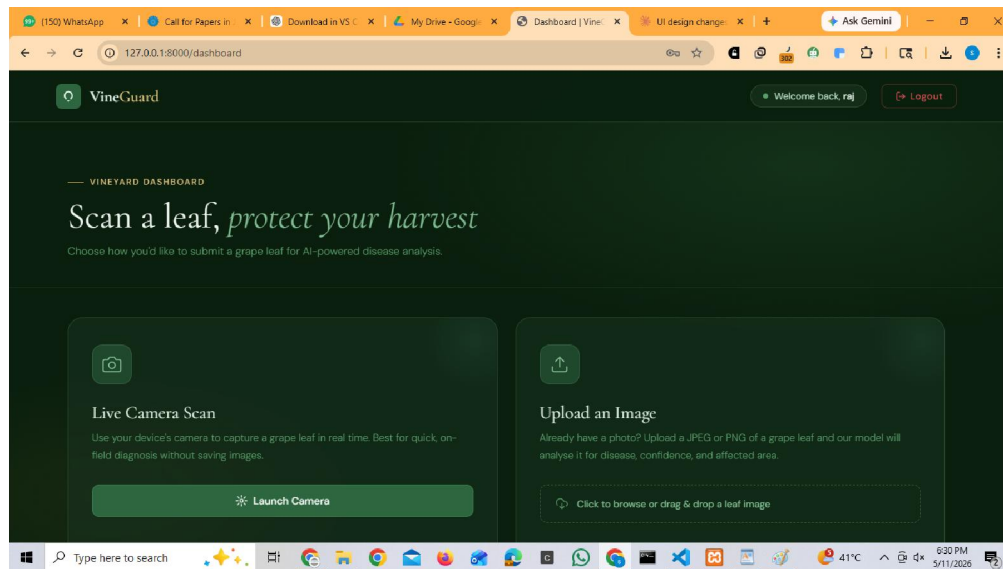 (150) WhatsApp
Call for Papers in
Download in VS C
My Drive - Google
Dashboard | Vine
UI design change
Ask Gemini
127.0.0.1:8000/dashboard
302
VineGuard
Welcome back, raj
Logout
VINEYARD DASHBOARD
Scan a leaf, protect your harvest
Choose how you'd like to submit a grape leaf for AI-powered disease analysis.
Live Camera Scan
Use your device's camera to capture a grape leaf in real time. Best for quick, on-
field diagnosis without saving images.
Launch Camera
Upload an Image
Already have a photo? Upload a JPEG or PNG of a grape leaf and our model will
analyse it for disease, confidence, and affected area.
Click to browse or drag & drop a leaf image
Type here to search
41°C
6:30 PM
5/11/2026